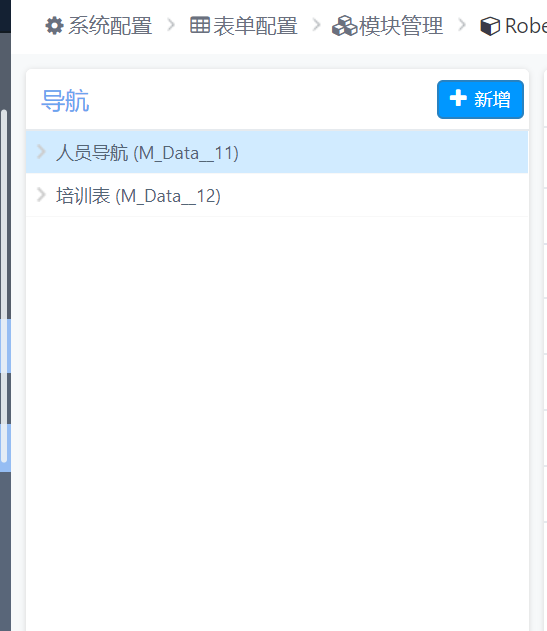 系统配置 表单配置 模块管理 Robe
导航 新增
人员导航 (M_Data__11)
培训表 (M_Data__12)